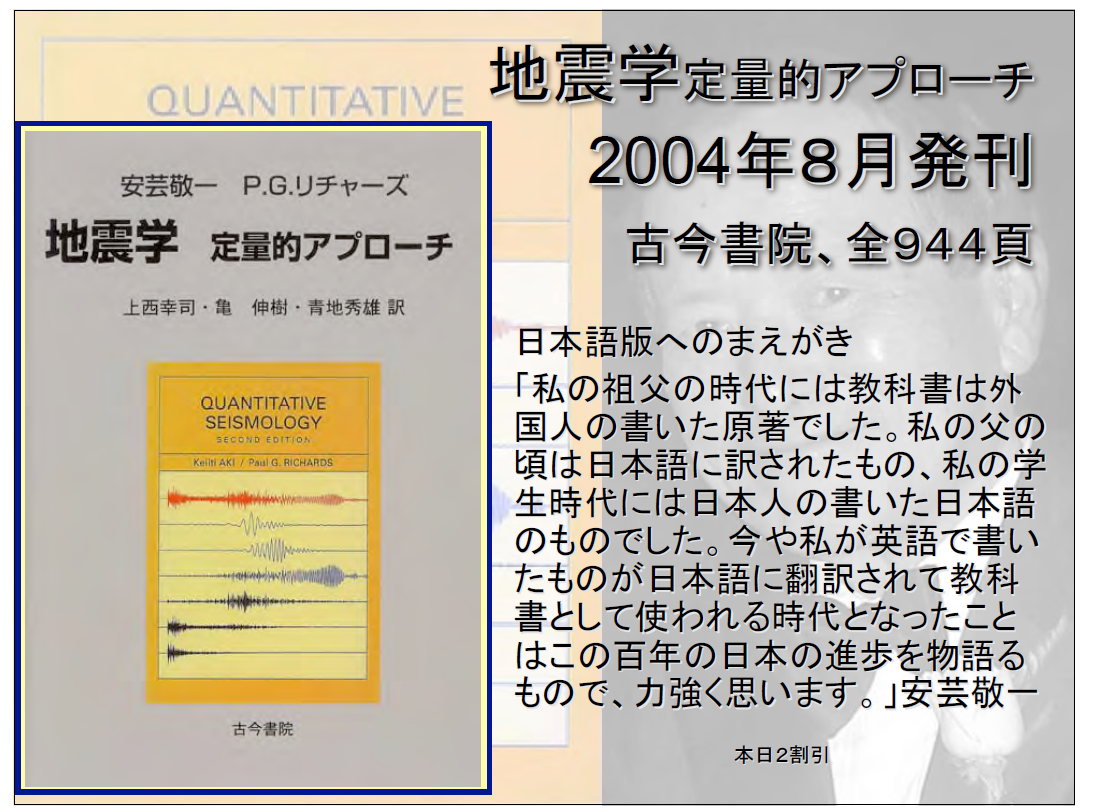 QUANTITATIVE
地震学定量的アプローチ
2004年8月発刊
古今書院、全944頁
安芸敬一 P.G.リチャーズ
地震学 定量的アプローチ
上西幸司・亀 伸樹・青地秀雄 訳
QUANTITATIVE
SEISMOLOGY
SECOND EDITION
Keiiti AKI / Paul G. RICHARDS
古今書院
日本語版へのまえがき
「私の祖父の時代には教科書は外
国人の書いた原著でした。私の父の
頃は日本語に訳されたもの、私の学
生時代には日本人の書いた日本語
のものでした。今や私が英語で書い
たものが日本語に翻訳されて教科
書として使われる時代となったこと
はこの百年の日本の進歩を物語る
もので、力強く思います。」安芸敬一
本日2割引